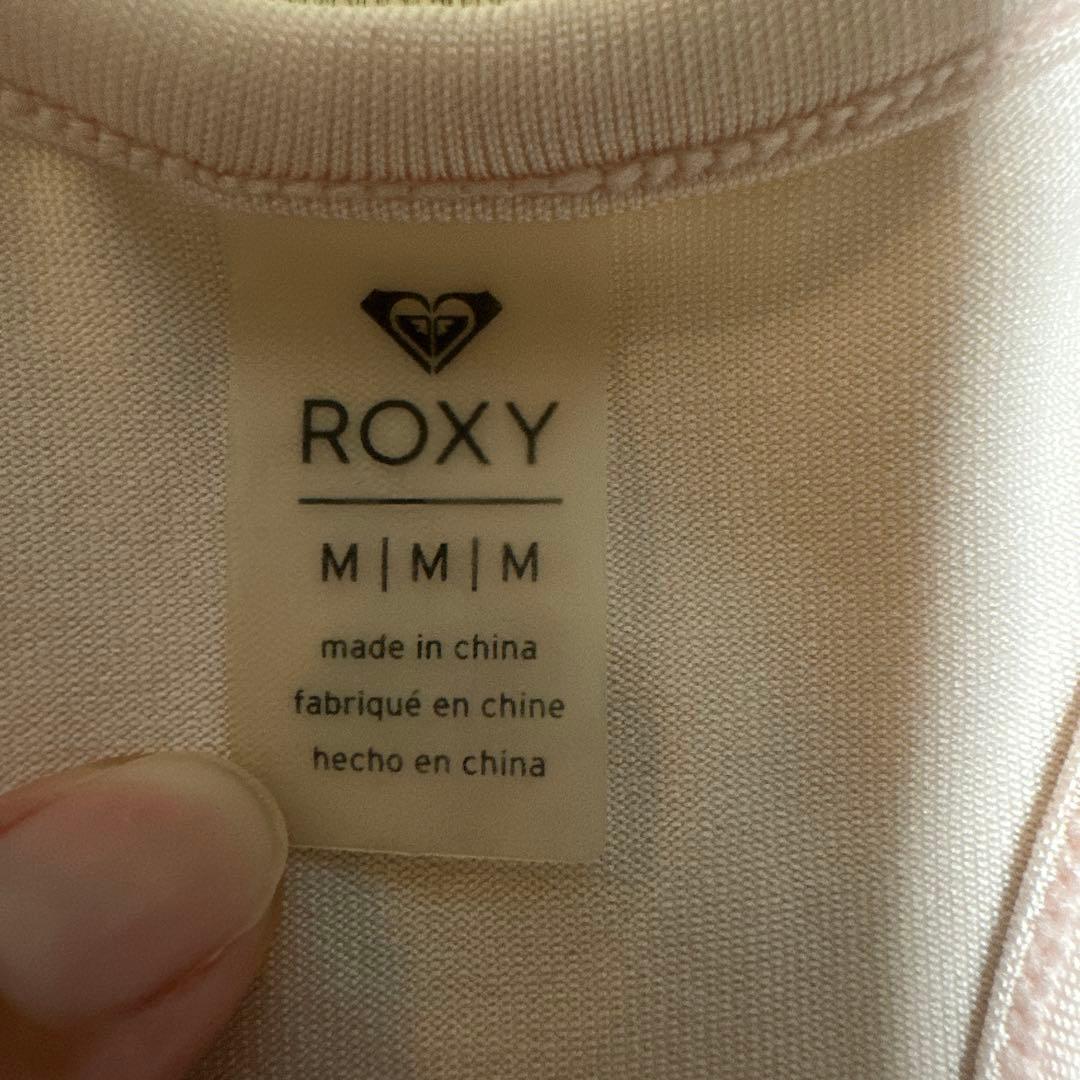 ROXY
M | M | M
made in china
fabriqué en chine
hecho en china